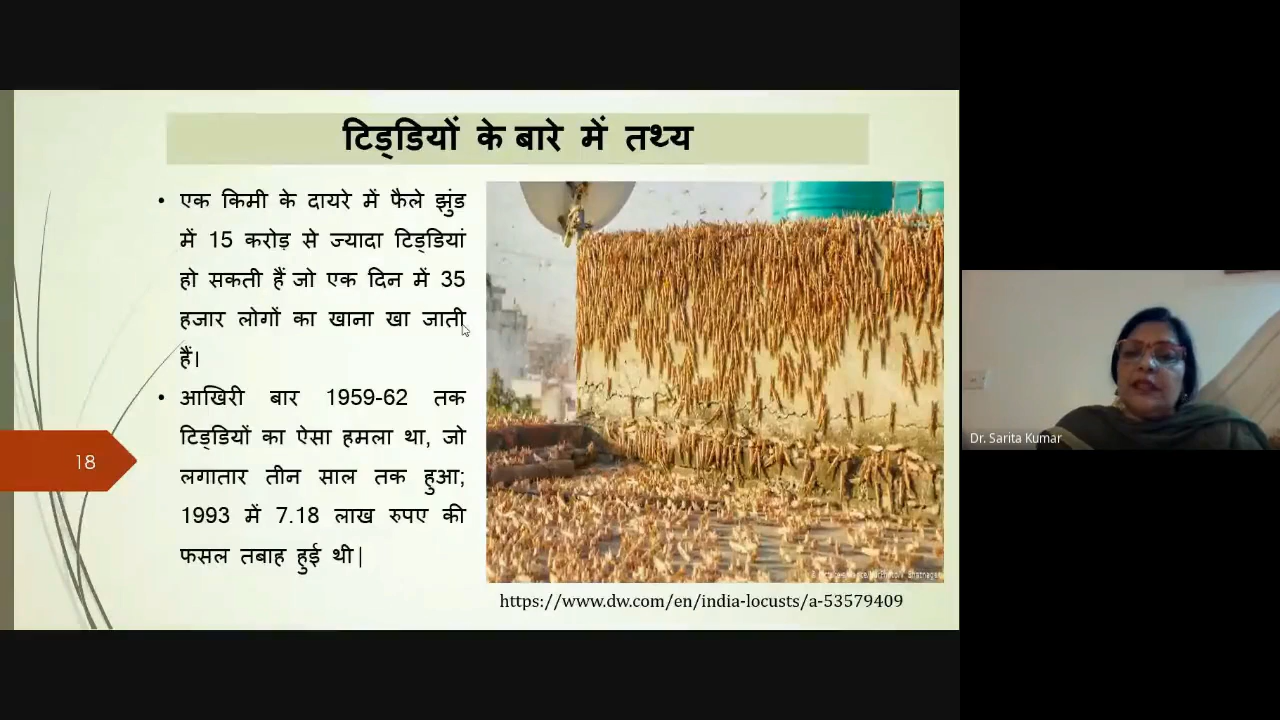 टिड्डियों के बारे में तथ्य
• एक किमी के दायरे में फैले झुंड
में 15 करोड़ से ज्यादा टिड्डियां
हो सकती हैं जो एक दिन में 35
हजार लोगों का खाना खा जाती
हैं।
• आखिरी बार 1959-62 तक
टिड्डियों का ऐसा हमला था, जो
लगातार तीन साल तक हुआ;
1993 में 7.18 लाख रुपए की
फसल तबाह हुई थी|
18
https://www.dw.com/en/india-locusts/a-53579409
Dr. Sarita Kumar